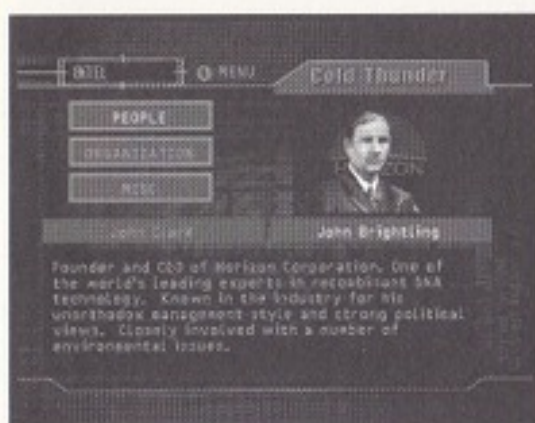 INTEL
MENU
Cold Thunder
PEOPLE
ORGANIZATION
MISC
HORIZON
John Clark
John Brightling
Founder and CEO of Horizon Corporation. One of
the world's leading experts in recombinant DNA
technology. Known in the industry for his
unorthodox management style and strong political
views. Closely involved with a number of
environmental issues.